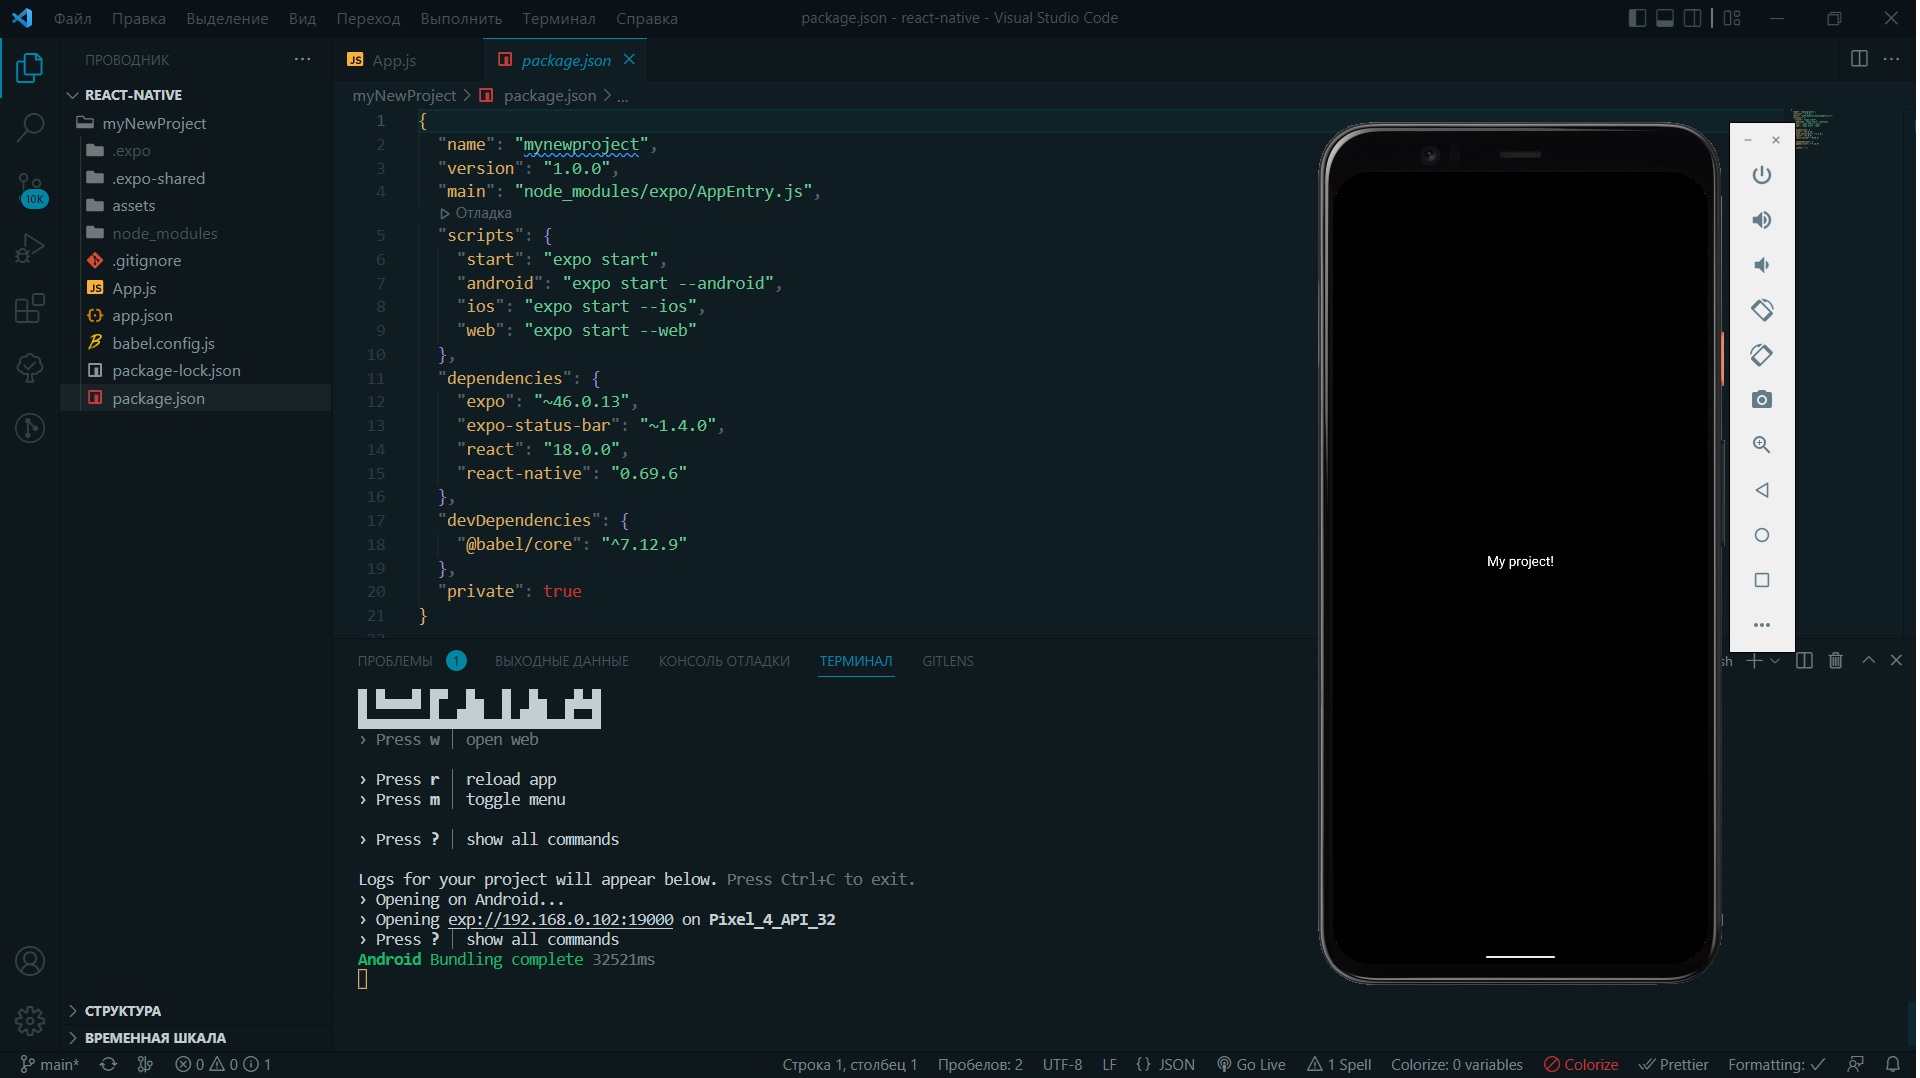 Файл Правка Выделение Вид Переход Выполнить Терминал Справка
package.json - react-native - Visual Studio Code
ПРОВОДНИК
REACT-NATIVE
myNewProject
.expo
.expo-shared
assets
node_modules
.gitignore
JS App.js
app.json
babel.config.js
package-lock.json
package.json
10K
СТРУКТУРА
ВРЕМЕННАЯ ШКАЛА
JS App.js
package.json
myNewProject > package.json > ...
1 {
2 "name": "mynewproject",
3 "version": "1.0.0",
4 "main": "node_modules/expo/AppEntry.js",
Отладка
5 "scripts": {
6 "start": "expo start",
7 "android": "expo start --android",
8 "ios": "expo start --ios",
9 "web": "expo start --web"
10 },
11 "dependencies": {
12 "expo": "~46.0.13",
13 "expo-status-bar": "~1.4.0",
14 "react": "18.0.0",
15 "react-native": "0.69.6"
16 },
17 "devDependencies": {
18 "@babel/core": "^7.12.9"
19 },
20 "private": true
21 }
My project!
ПРОБЛЕМЫ 1 ВЫХОДНЫЕ ДАННЫЕ КОНСОЛЬ ОТЛАДКИ ТЕРМИНАЛ GITLENS
sh
› Press w │ open web
› Press r │ reload app
› Press m │ toggle menu
› Press ? │ show all commands
Logs for your project will appear below. Press Ctrl+C to exit.
› Opening on Android...
› Opening exp://192.168.0.102:19000 on Pixel_4_API_32
› Press ? │ show all commands
Android Bundling complete 32521ms
main* 0 0 1 Строка 1, столбец 1 Пробелов: 2 UTF-8 LF {} JSON Go Live 1 Spell Colorize: 0 variables Colorize Prettier Formatting: ✓